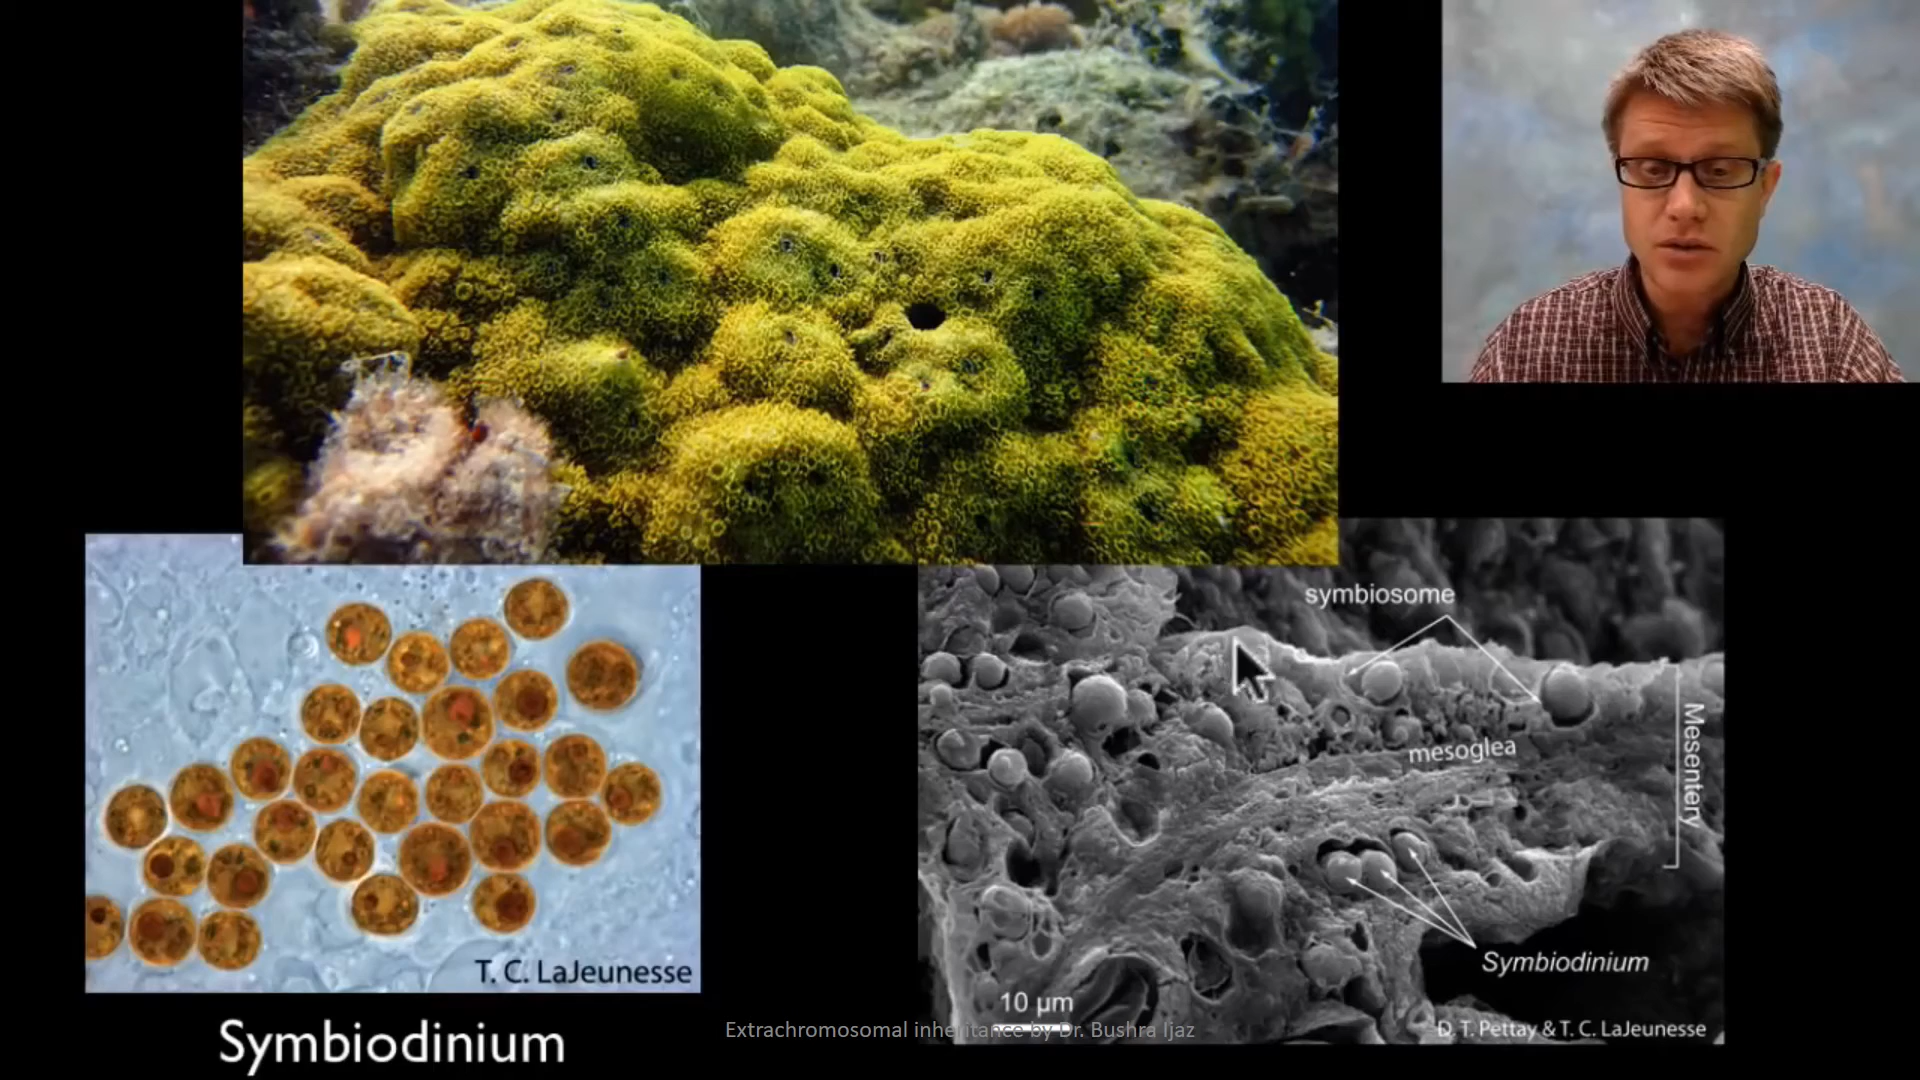 symbiosome
mesoglea
Mesentery
Symbiodinium
T. C. LaJeunesse
10 µm
D. T. Pettay & T. C. LaJeunesse
Extrachromosomal inheritance by Dr. Bushra Ijaz
Symbiodinium